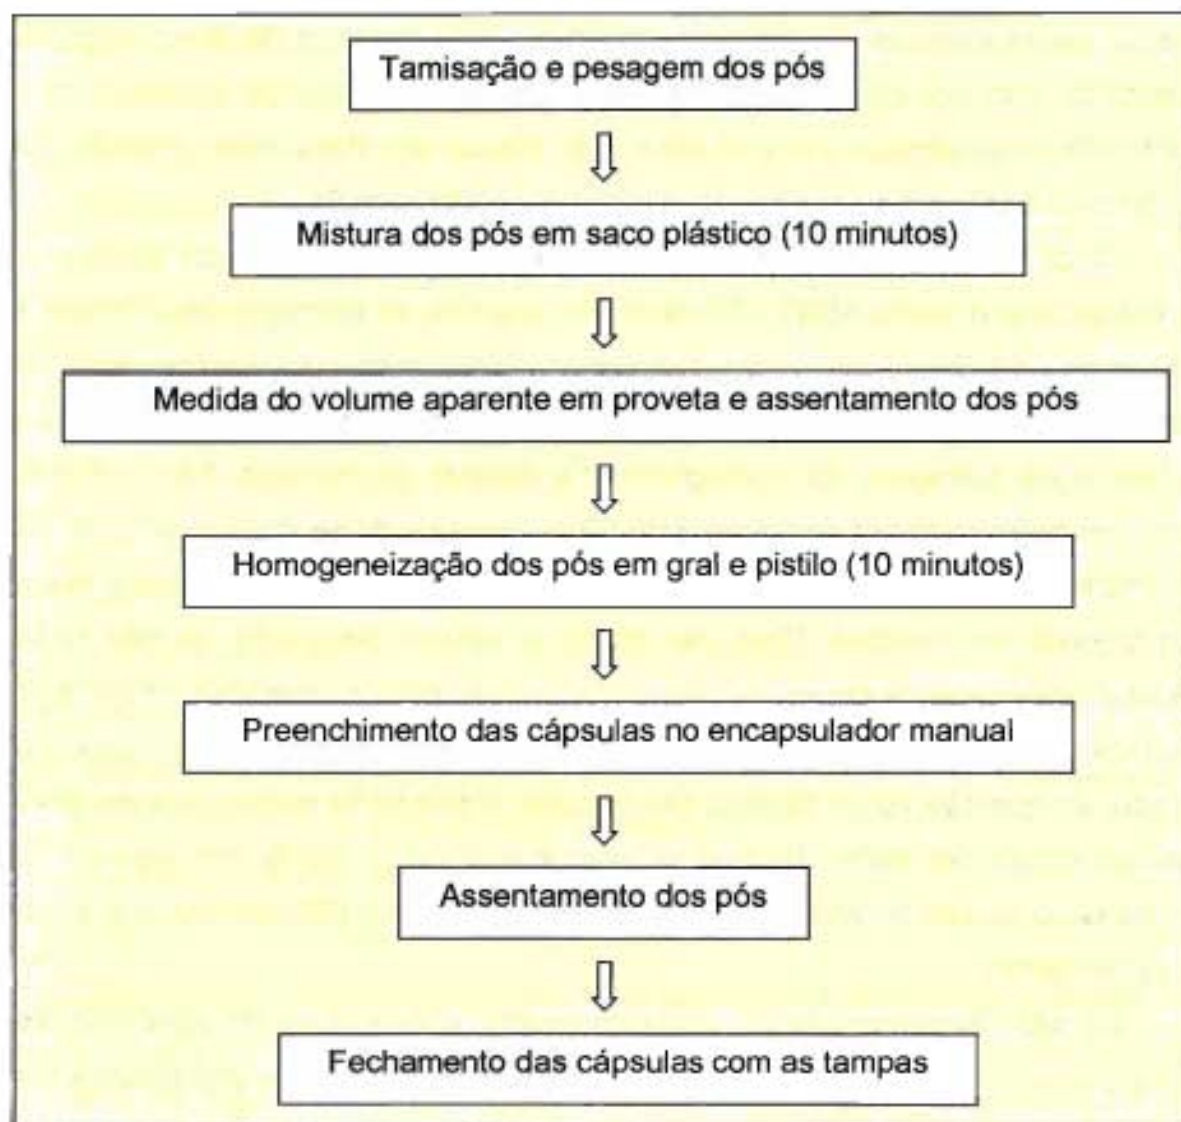 Tamisação e pesagem dos pós
Mistura dos pós em saco plástico (10 minutos)
Medida do volume aparente em proveta e assentamento dos pós
Homogeneização dos pós em gral e pistilo (10 minutos)
Preenchimento das cápsulas no encapsulador manual
Assentamento dos pós
Fechamento das cápsulas com as tampas